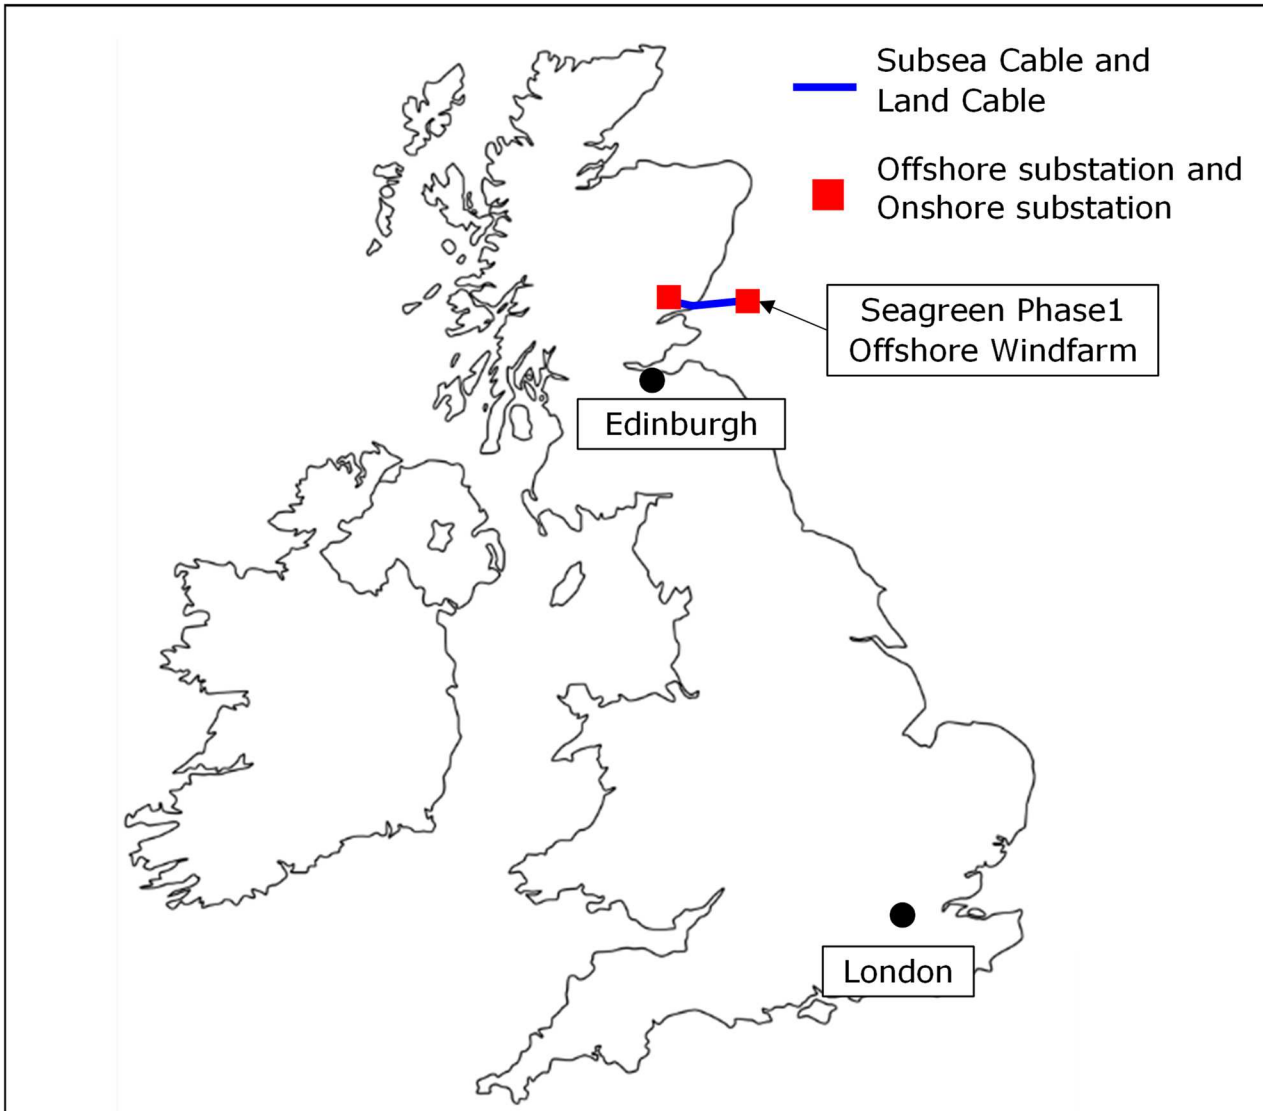 Subsea Cable and
Land Cable
Offshore substation and
Onshore substation
Seagreen Phase1
Offshore Windfarm
Edinburgh
London